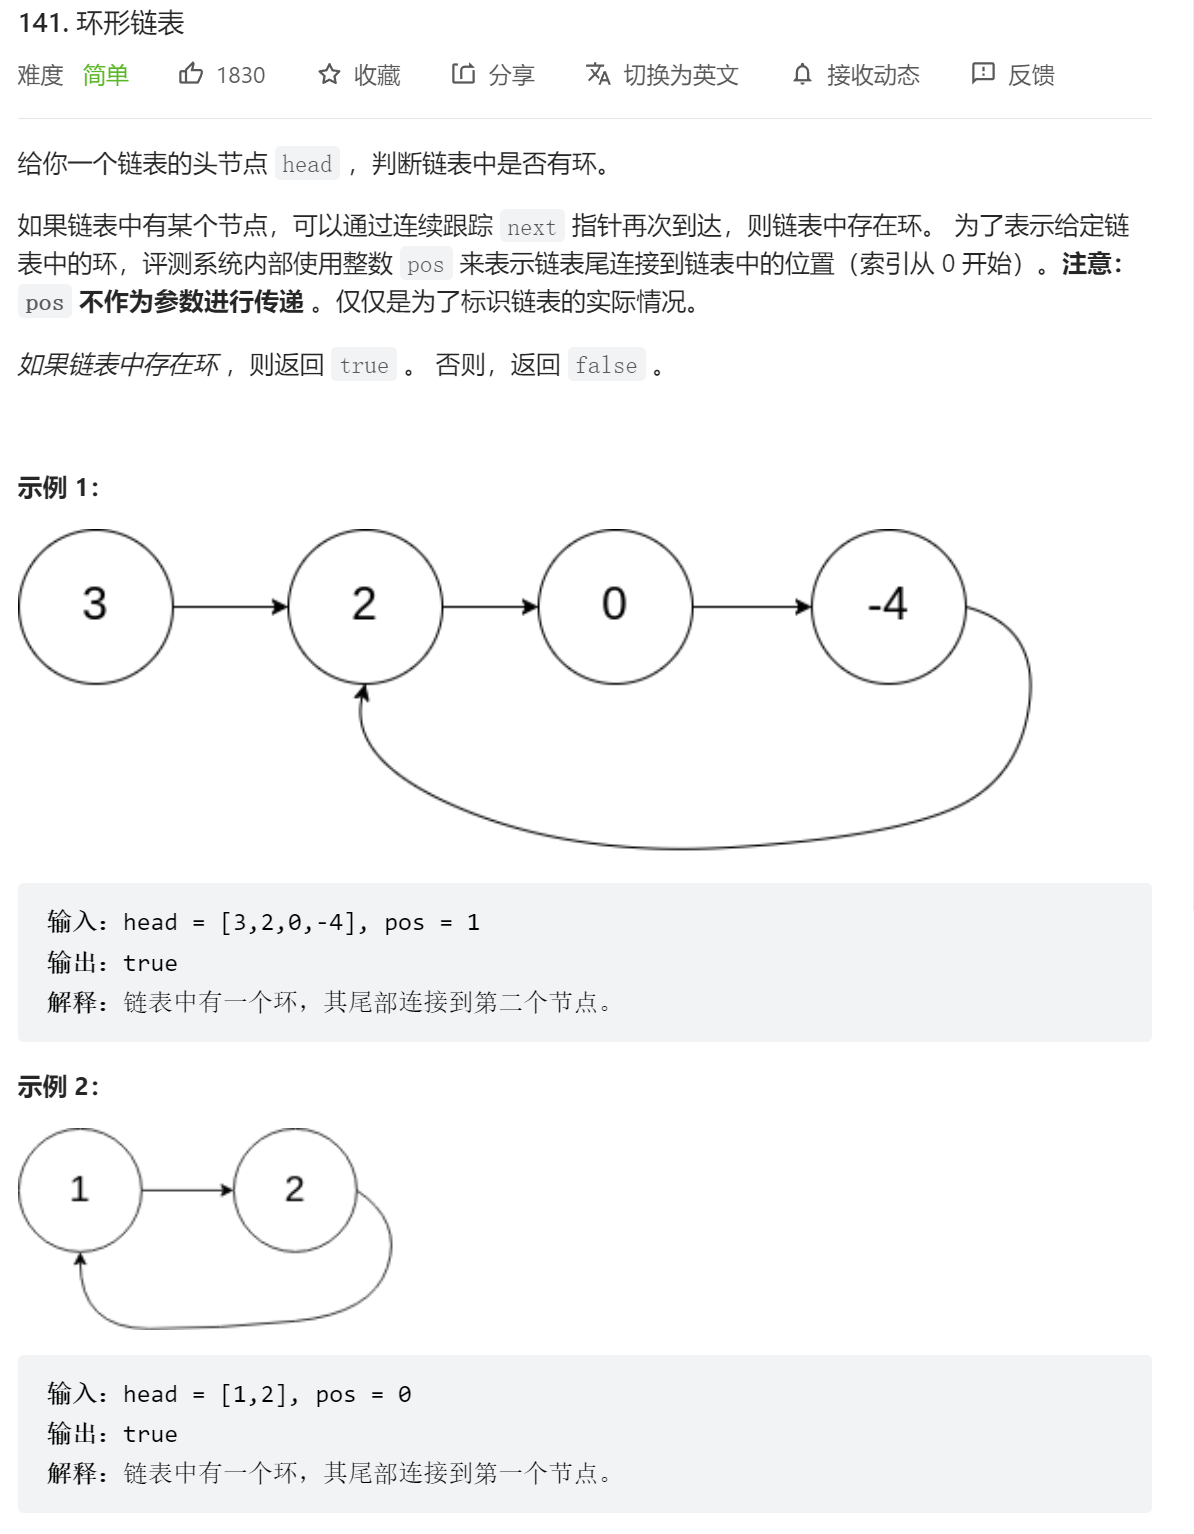 141. 环形链表
难度 简单 1830 收藏 分享 切换为英文 接收动态 反馈
给你一个链表的头节点 head ，判断链表中是否有环。
如果链表中有某个节点，可以通过连续跟踪 next 指针再次到达，则链表中存在环。 为了表示给定链
表中的环，评测系统内部使用整数 pos 来表示链表尾连接到链表中的位置（索引从 0 开始）。注意：
pos 不作为参数进行传递 。仅仅是为了标识链表的实际情况。
如果链表中存在环 ，则返回 true 。 否则，返回 false 。
示例 1：
3 2 0 -4
输入：head = [3,2,0,-4], pos = 1
输出：true
解释：链表中有一个环，其尾部连接到第二个节点。
示例 2：
1 2
输入：head = [1,2], pos = 0
输出：true
解释：链表中有一个环，其尾部连接到第一个节点。